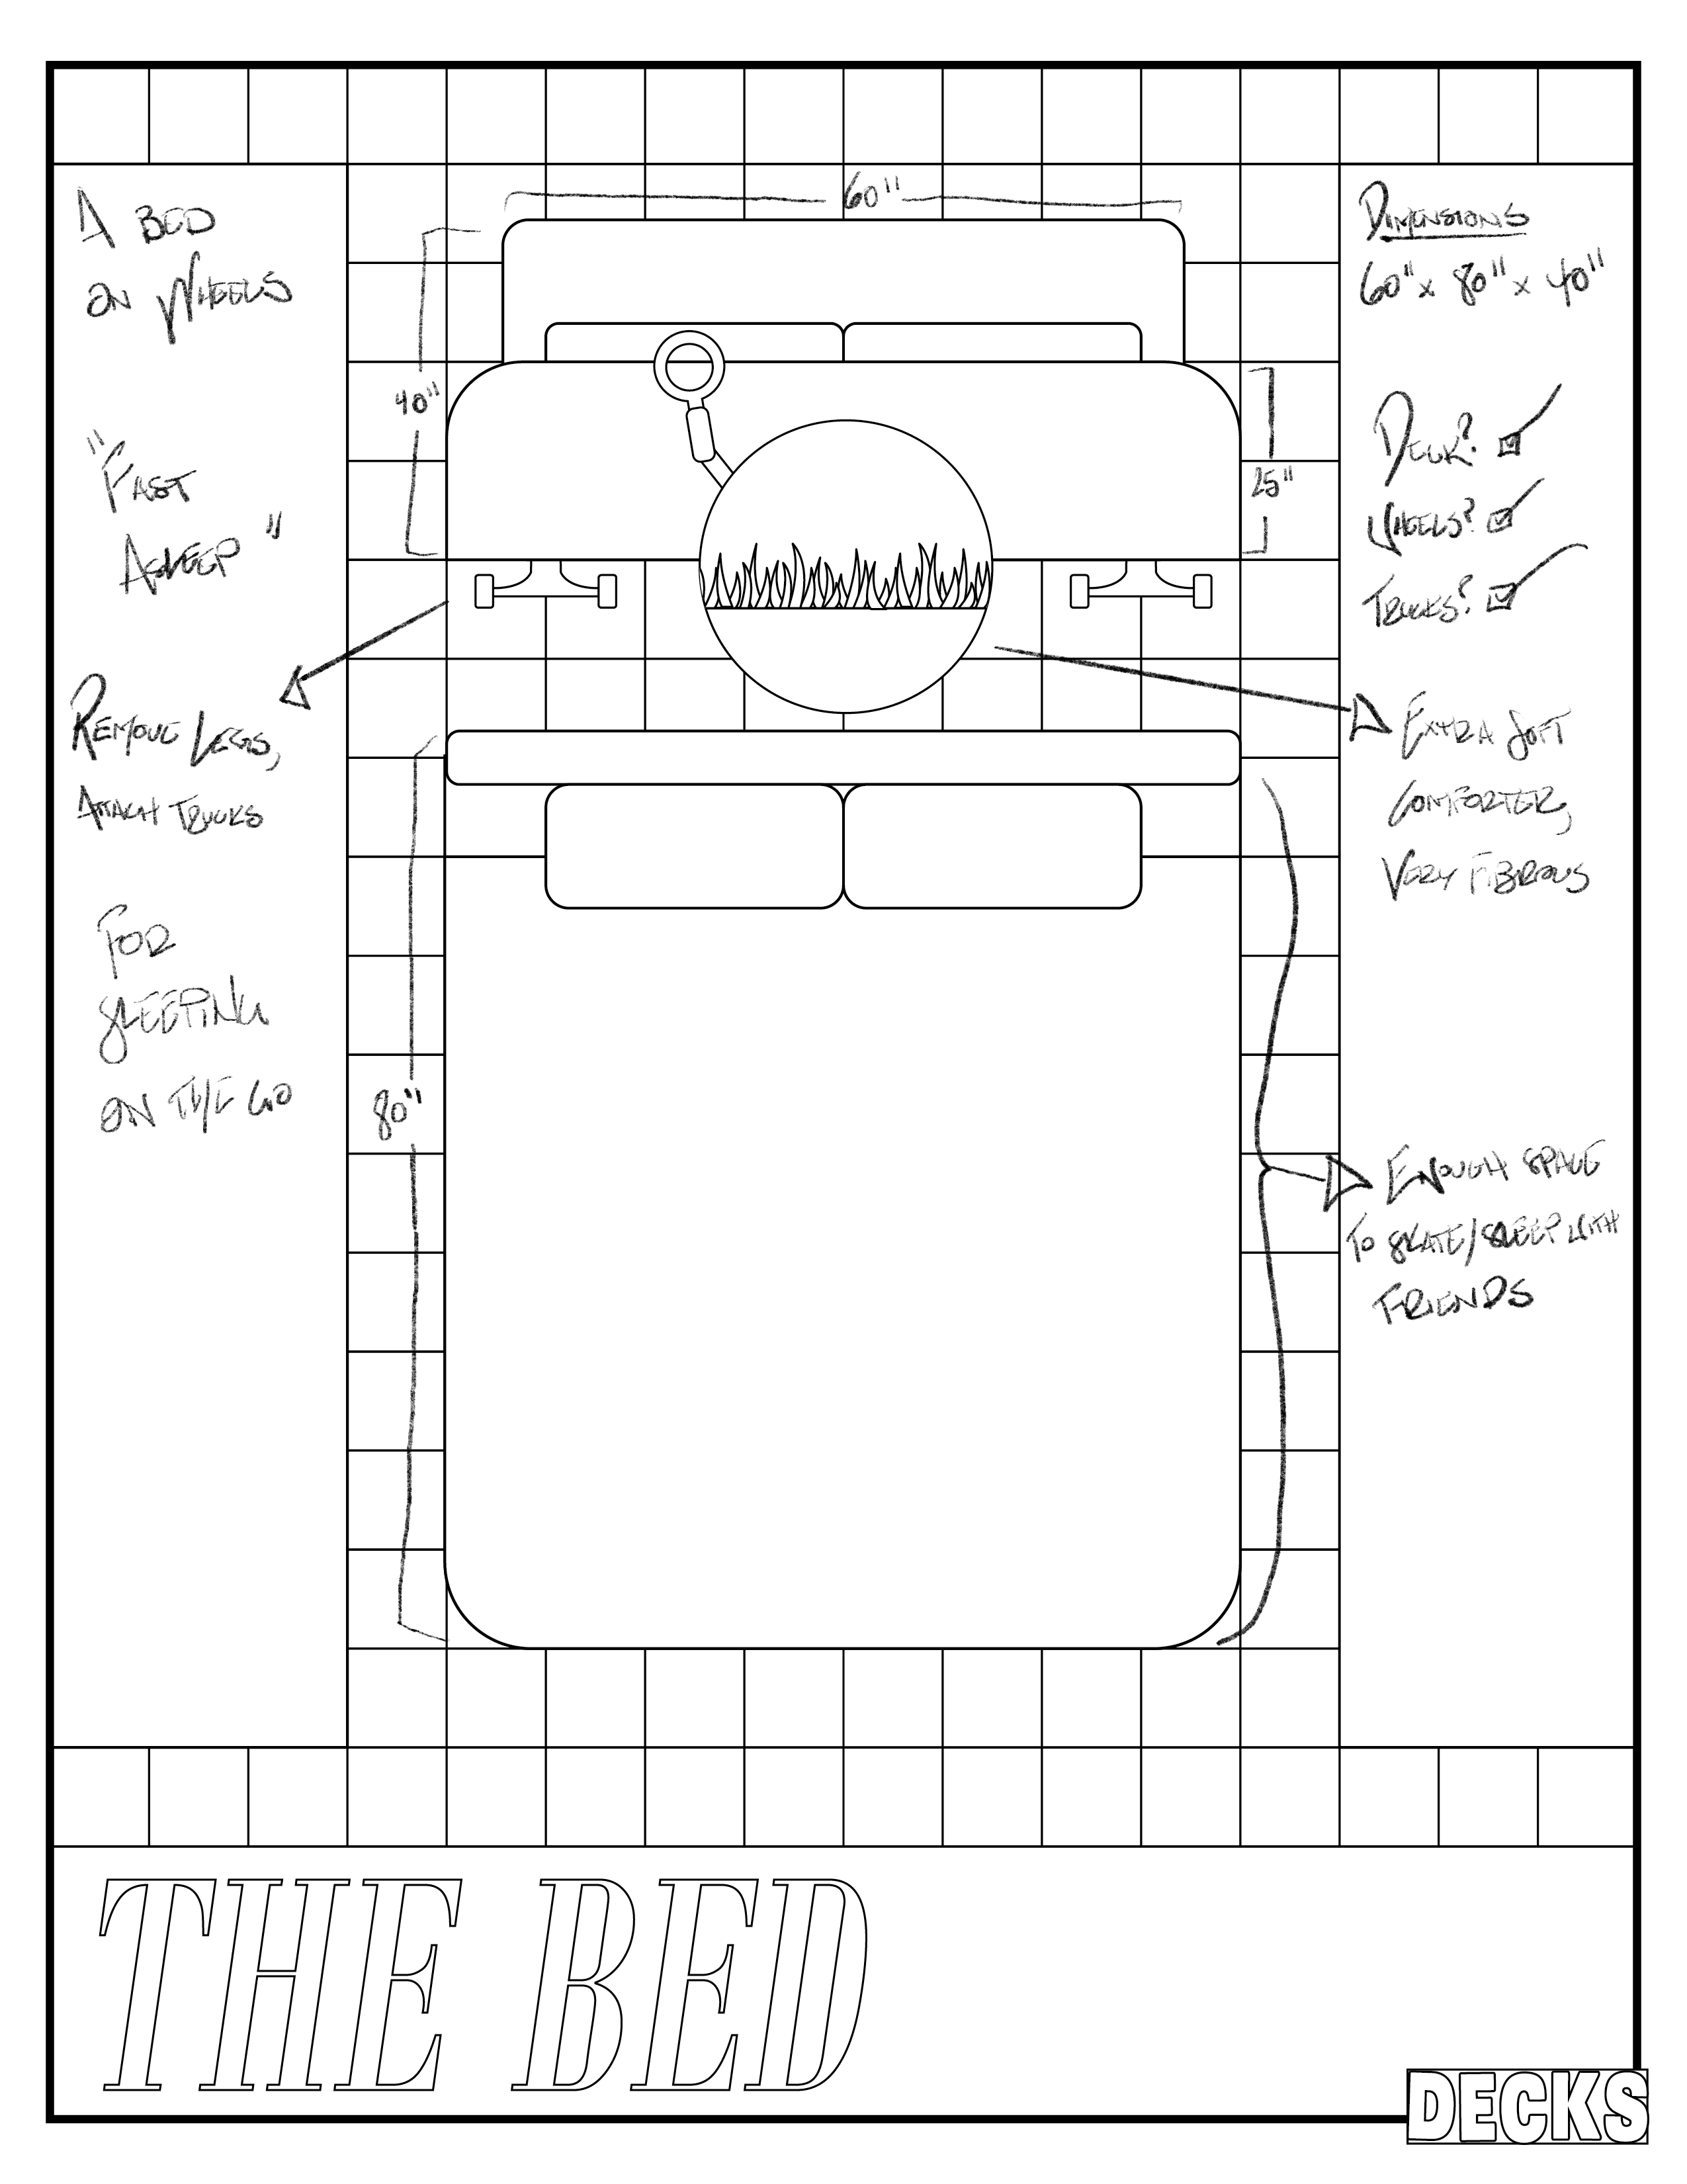 A BED
ON WHEELS
"FAST
ASLEEP"
REMOVE LEGS,
ATTACH TRUCKS
FOR
SLEEPING
ON THE GO
60"
40"
25"
80"
DIMENSIONS
60" x 80" x 40"
DECK?
WHEELS?
TRUCKS?
EXTRA SOFT
COMFORTER,
VERY FIBROUS
ENOUGH SPACE
TO SKATE/SLEEP WITH
FRIENDS
THE BED
DECKS